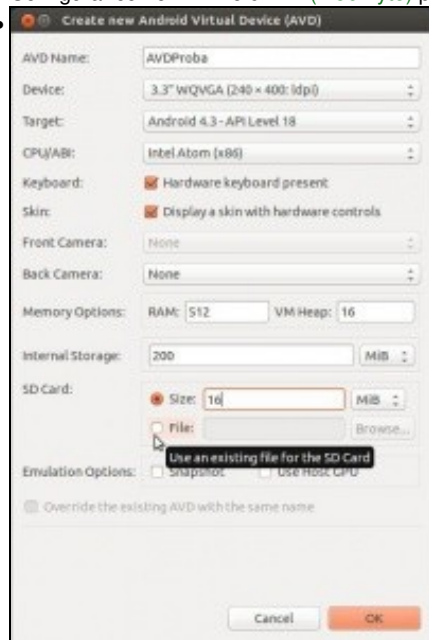 Create new Android Virtual Device (AVD)
AVD Name: AVDProba
Device: 3.3" WQVGA (240 × 400: ldpi)
Target: Android 4.3 - API Level 18
CPU/ABI: Intel Atom (x86)
Keyboard: Hardware keyboard present
Skin: Display a skin with hardware controls
Front Camera: None
Back Camera: None
Memory Options: RAM: 512 VM Heap: 16
Internal Storage: 200 MiB
SD Card:
Size: 16 MiB
File: Browse...
Use an existing file for the SD Card
Emulation Options: Snapshot Use Host GPU
Override the existing AVD with the same name
Cancel OK